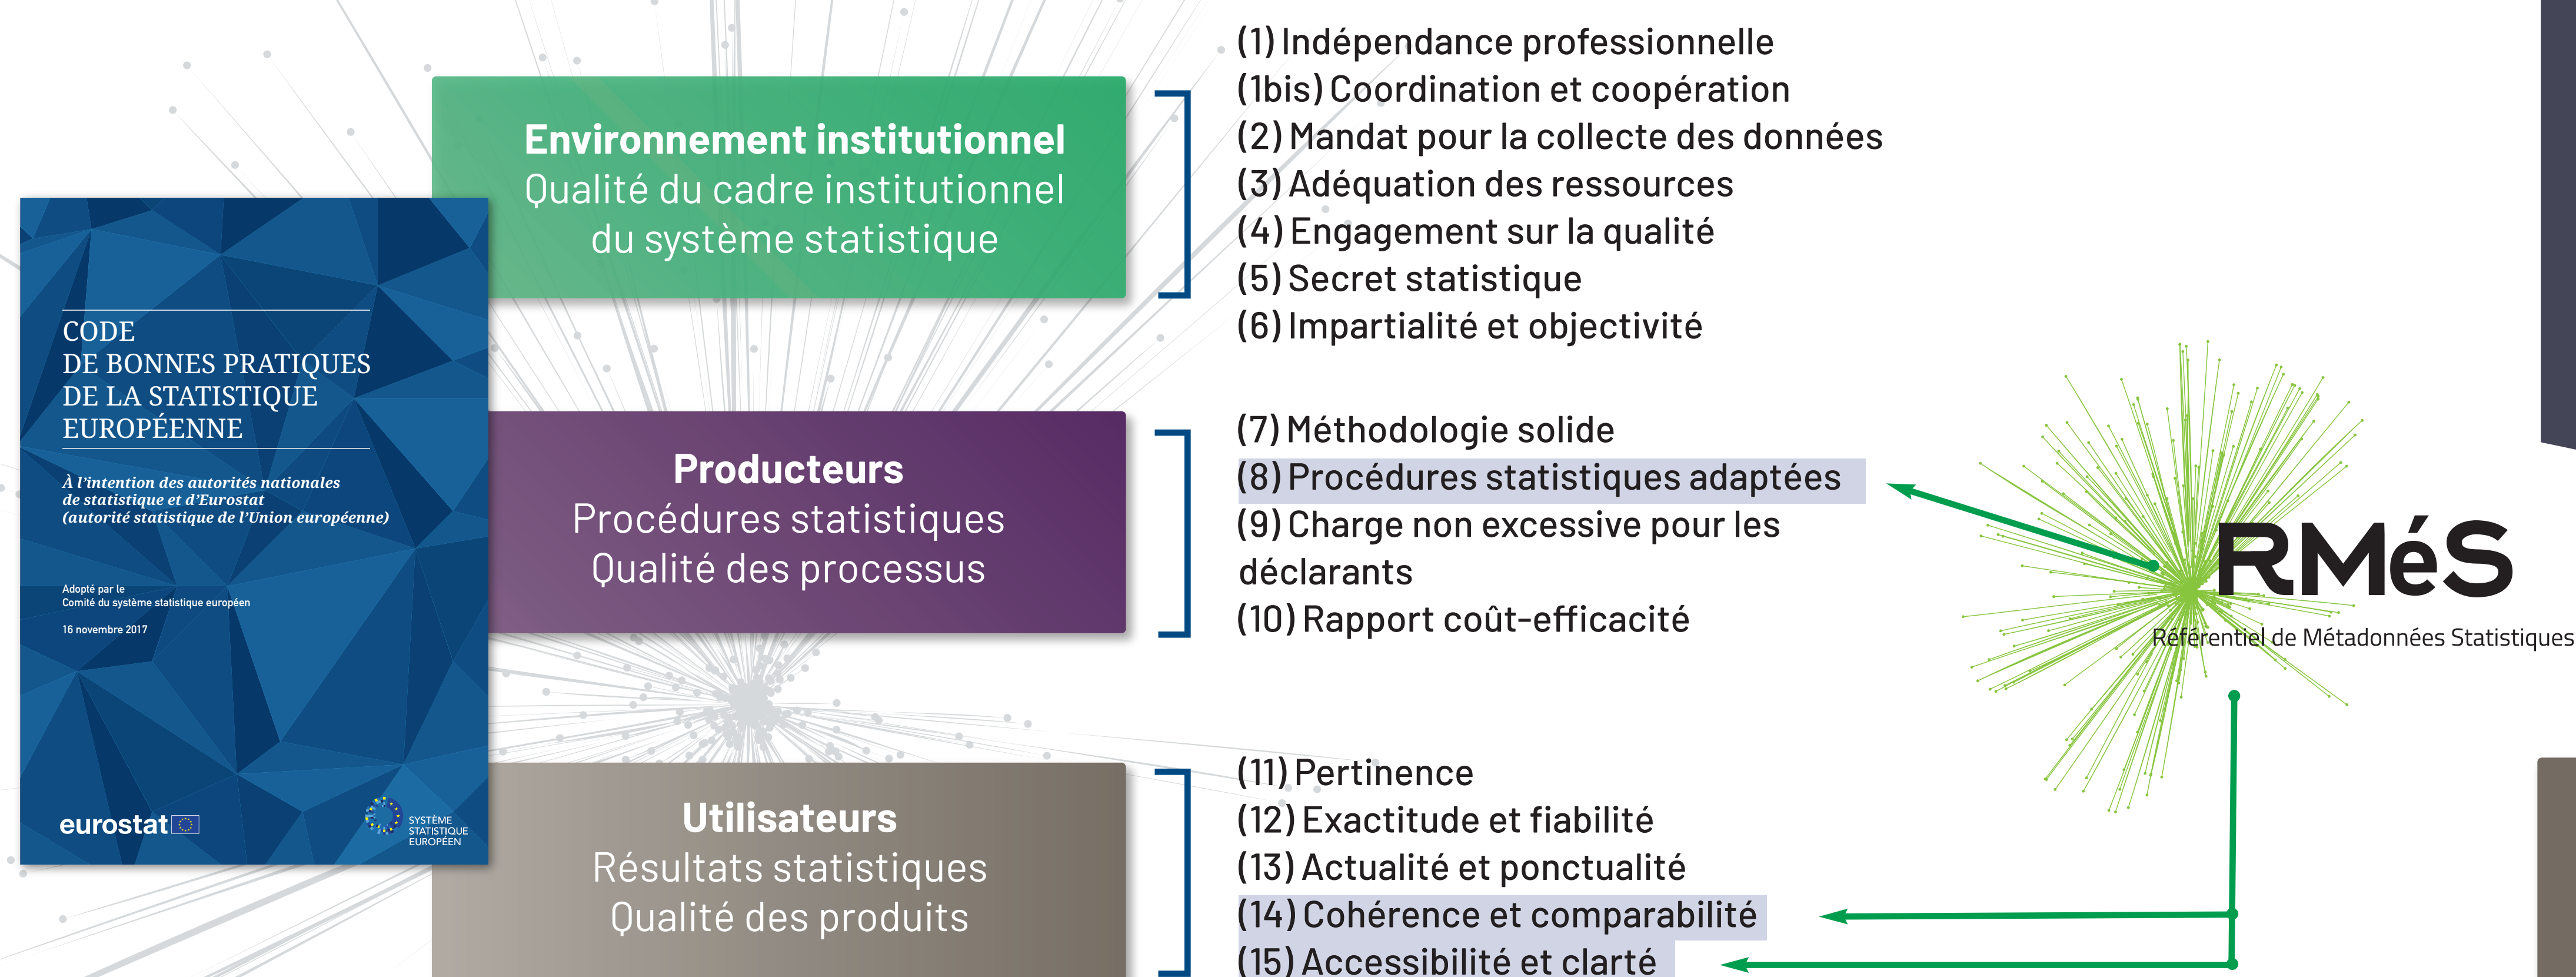 CODE
DE BONNES PRATIQUES
DE LA STATISTIQUE
EUROPÉENNE
À l’intention des autorités nationales
de statistique et d’Eurostat
(autorité statistique de l’Union européenne)
Adopté par le
Comité du système statistique européen
16 novembre 2017
eurostat
SYSTÈME
STATISTIQUE
EUROPÉEN
Environnement institutionnel
Qualité du cadre institutionnel
du système statistique
(1) Indépendance professionnelle
(1bis) Coordination et coopération
(2) Mandat pour la collecte des données
(3) Adéquation des ressources
(4) Engagement sur la qualité
(5) Secret statistique
(6) Impartialité et objectivité
Producteurs
Procédures statistiques
Qualité des processus
(7) Méthodologie solide
(8) Procédures statistiques adaptées
(9) Charge non excessive pour les
déclarants
(10) Rapport coût-efficacité
Utilisateurs
Résultats statistiques
Qualité des produits
(11) Pertinence
(12) Exactitude et fiabilité
(13) Actualité et ponctualité
(14) Cohérence et comparabilité
(15) Accessibilité et clarté
RMéS
Référentiel de Métadonnées Statistiques